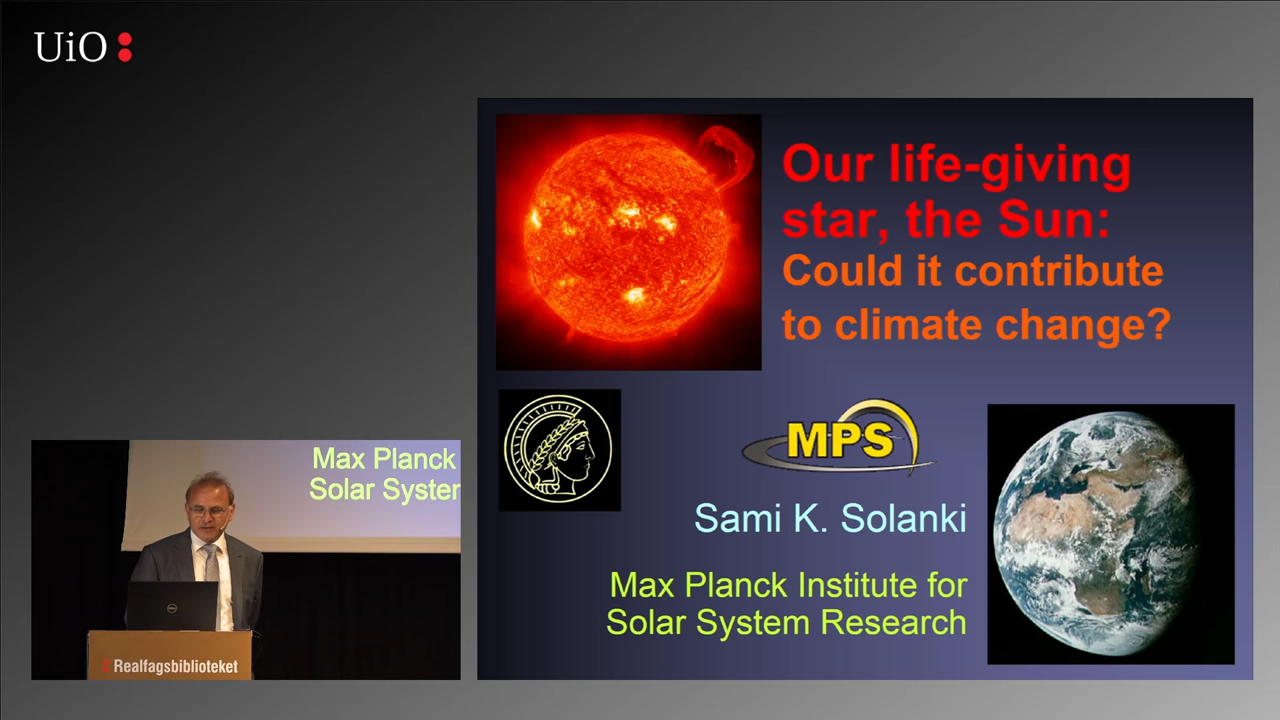 UiO:
Our life-giving
star, the Sun:
Could it contribute
to climate change?
MPS
Sami K. Solanki
Max Planck Institute for
Solar System Research
Max Planck
Solar System
DELL
Realfagsbiblioteket